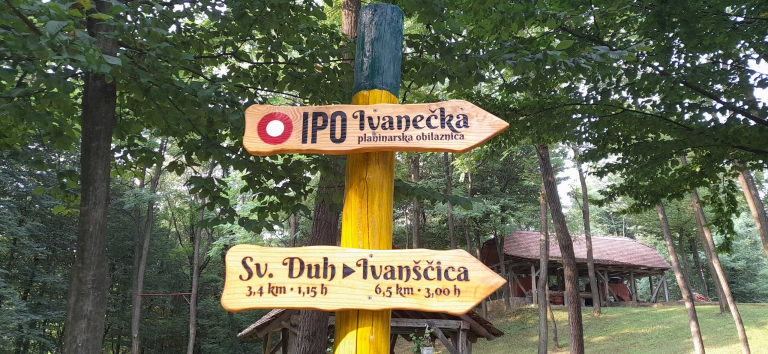 IPO Ivanečka
planinarska obilaznica
Sv. Duh ▶ Ivanščica
3,4 km • 1,15 h 6,5 km • 3,00 h